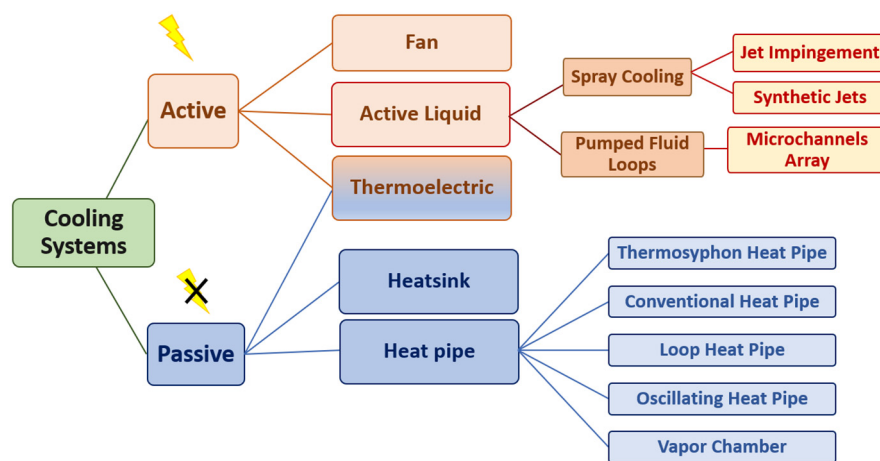 Fan
Jet Impingement
Spray Cooling
Synthetic Jets
Active
Active Liquid
Pumped Fluid
Loops
Microchannels
Array
Thermoelectric
Cooling
Systems
Thermosyphon Heat Pipe
Heatsink
Conventional Heat Pipe
Passive
Heat pipe
Loop Heat Pipe
Oscillating Heat Pipe
Vapor Chamber